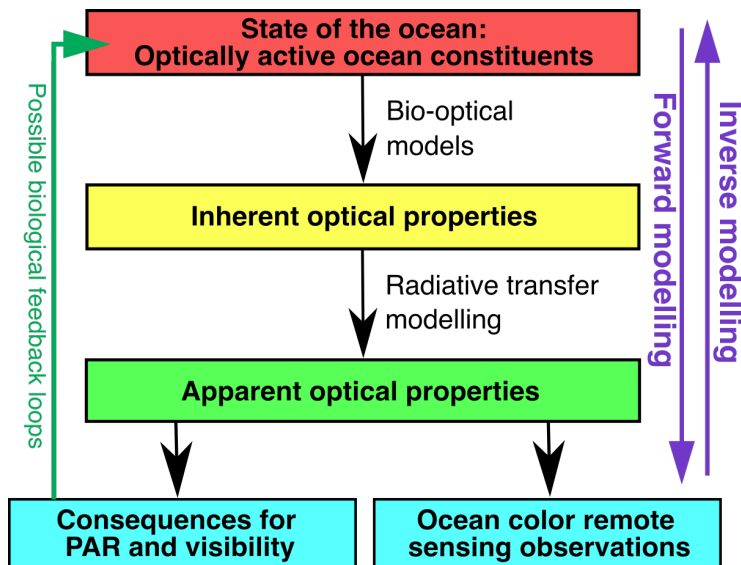 State of the ocean:
Optically active ocean constituents
Bio-optical
models
Inherent optical properties
Radiative transfer
modelling
Apparent optical properties
Consequences for
PAR and visibility
Ocean color remote
sensing observations
Possible biological feedback loops
Forward modelling
Inverse modelling